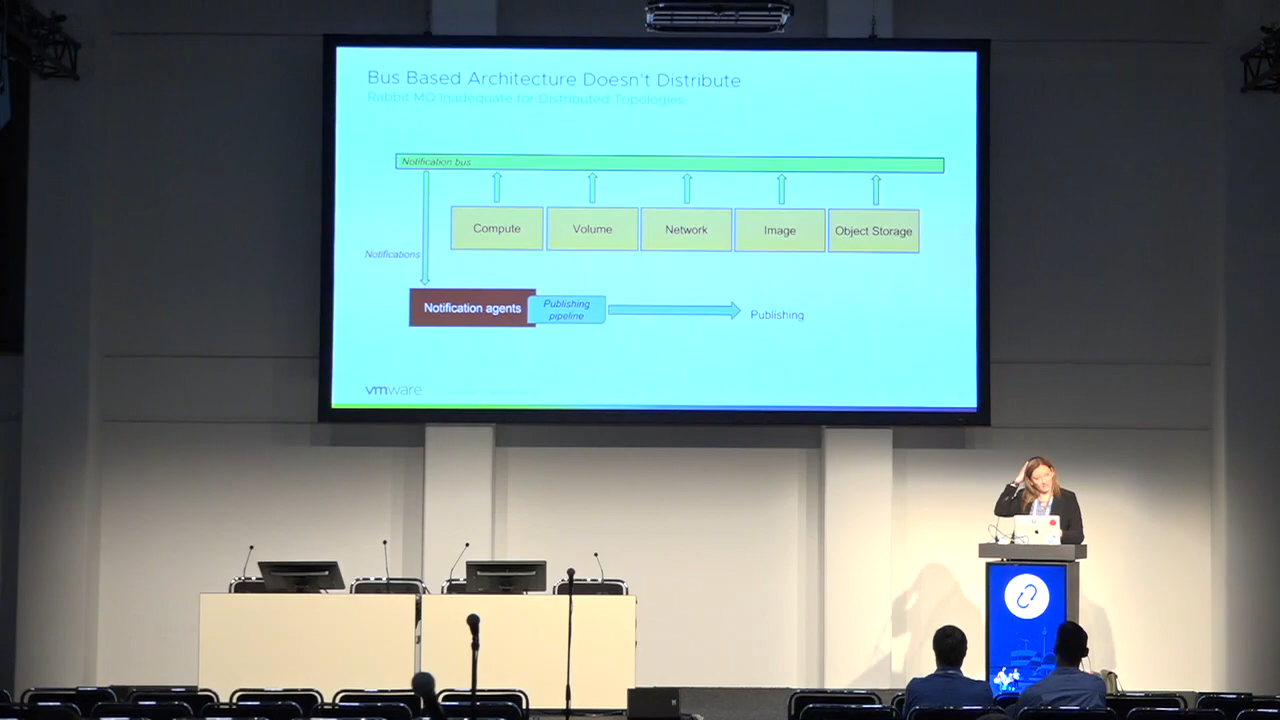 Bus Based Architecture Doesn't Distribute
Rabbit MQ Inadequate for Distributed Topologies
Notification bus
Compute
Volume
Network
Image
Object Storage
Notifications
Notification agents
Publishing
pipeline
Publishing
vmware